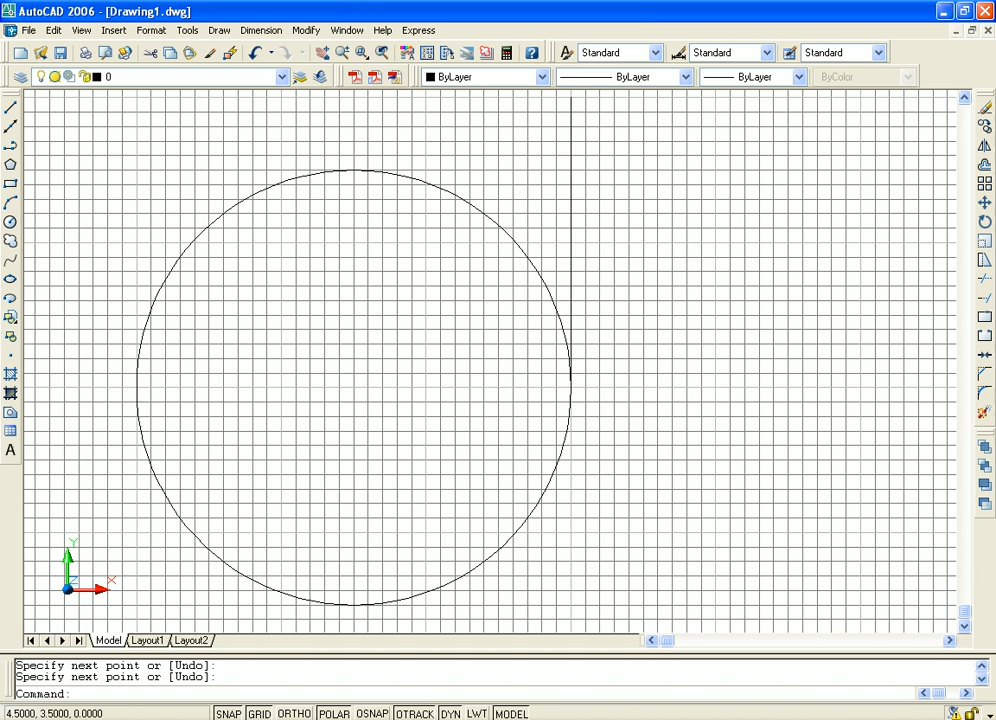 AutoCAD 2006 - [Drawing1.dwg]
File Edit View Insert Format Tools Draw Dimension Modify Window Help Express
Standard Standard Standard
0 ByLayer ByLayer ByLayer ByColor
A
Y
Z X
Model Layout1 Layout2
Specify next point or [Undo]:
Specify next point or [Undo]:
Command:
4.5000, 3.5000, 0.0000 SNAP GRID ORTHO POLAR OSNAP OTRACK DYN LWT MODEL